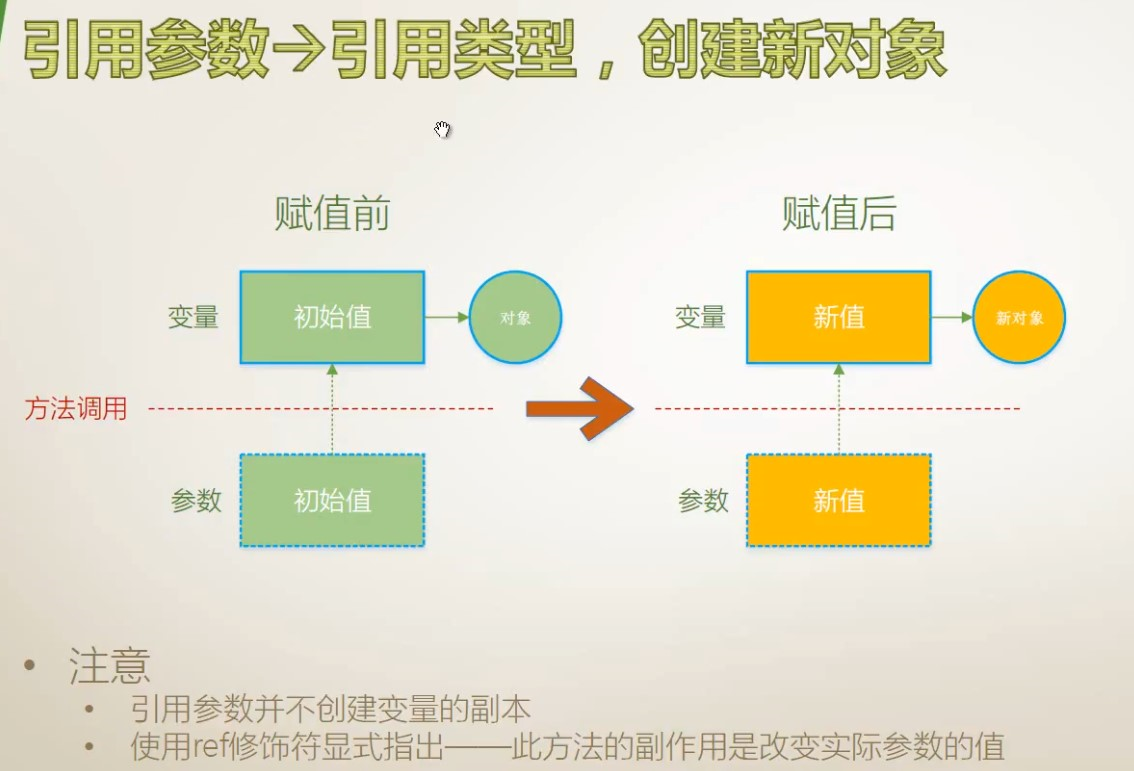 引用参数→引用类型，创建新对象
赋值前
赋值后
变量
初始值
对象
变量
新值
新对象
方法调用
参数
初始值
参数
新值
• 注意
• 引用参数并不创建变量的副本
• 使用ref修饰符显式指出——此方法的副作用是改变实际参数的值